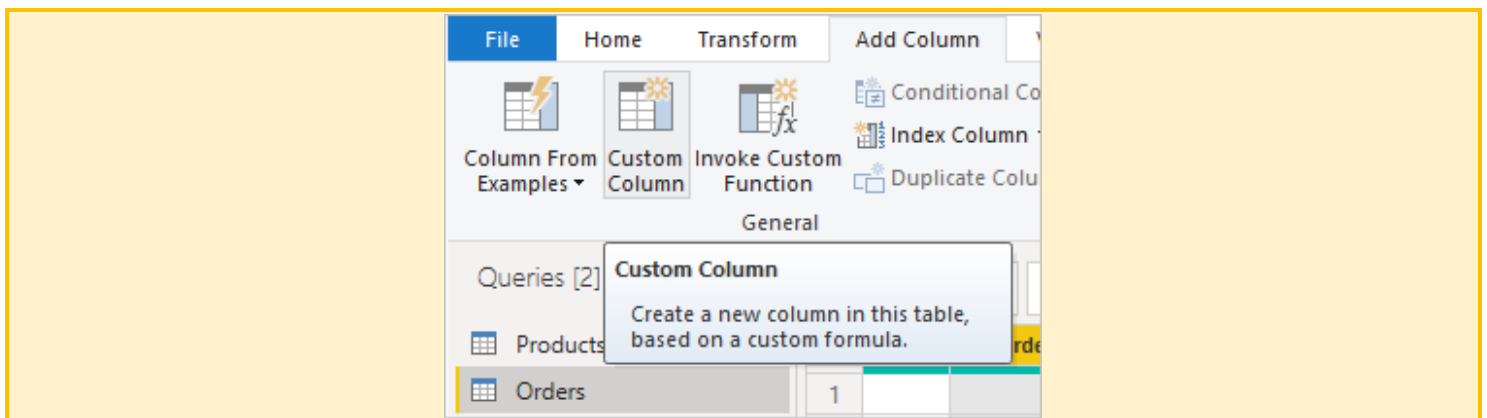 File Home Transform Add Column
Conditional Co
Index Column
Duplicate Colu
Column From Examples
Custom Column
Invoke Custom Function
General
Queries [2]
Custom Column
Create a new column in this table,
based on a custom formula.
Products
Orders
1